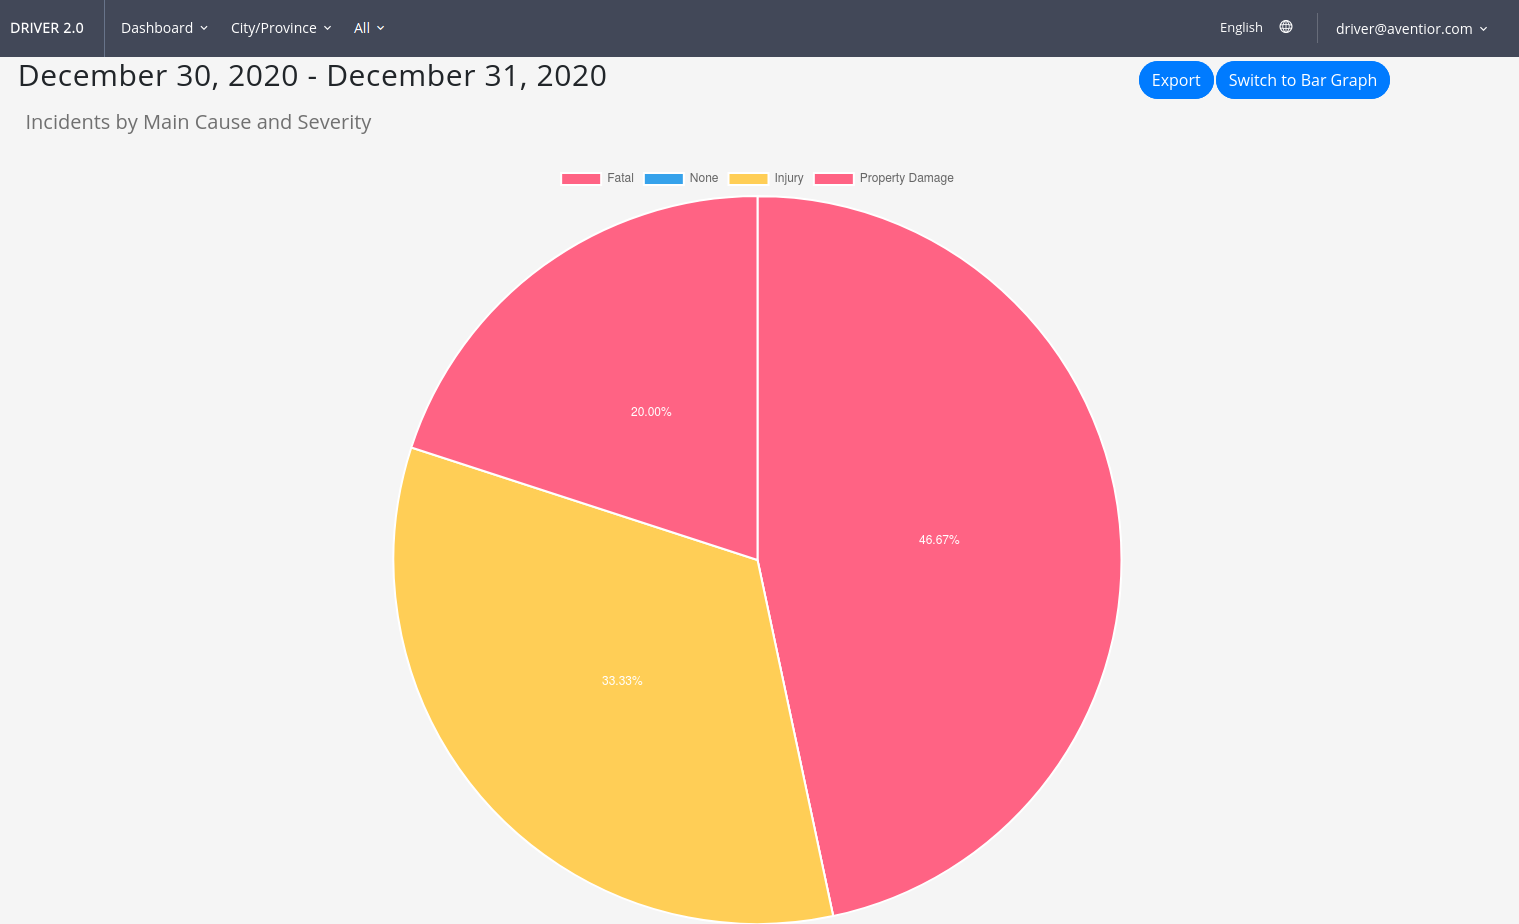 DRIVER 2.0 Dashboard City/Province All English driver@aventior.com
December 30, 2020 - December 31, 2020 Export Switch to Bar Graph
Incidents by Main Cause and Severity
Fatal None Injury Property Damage
20.00%
46.67%
33.33%